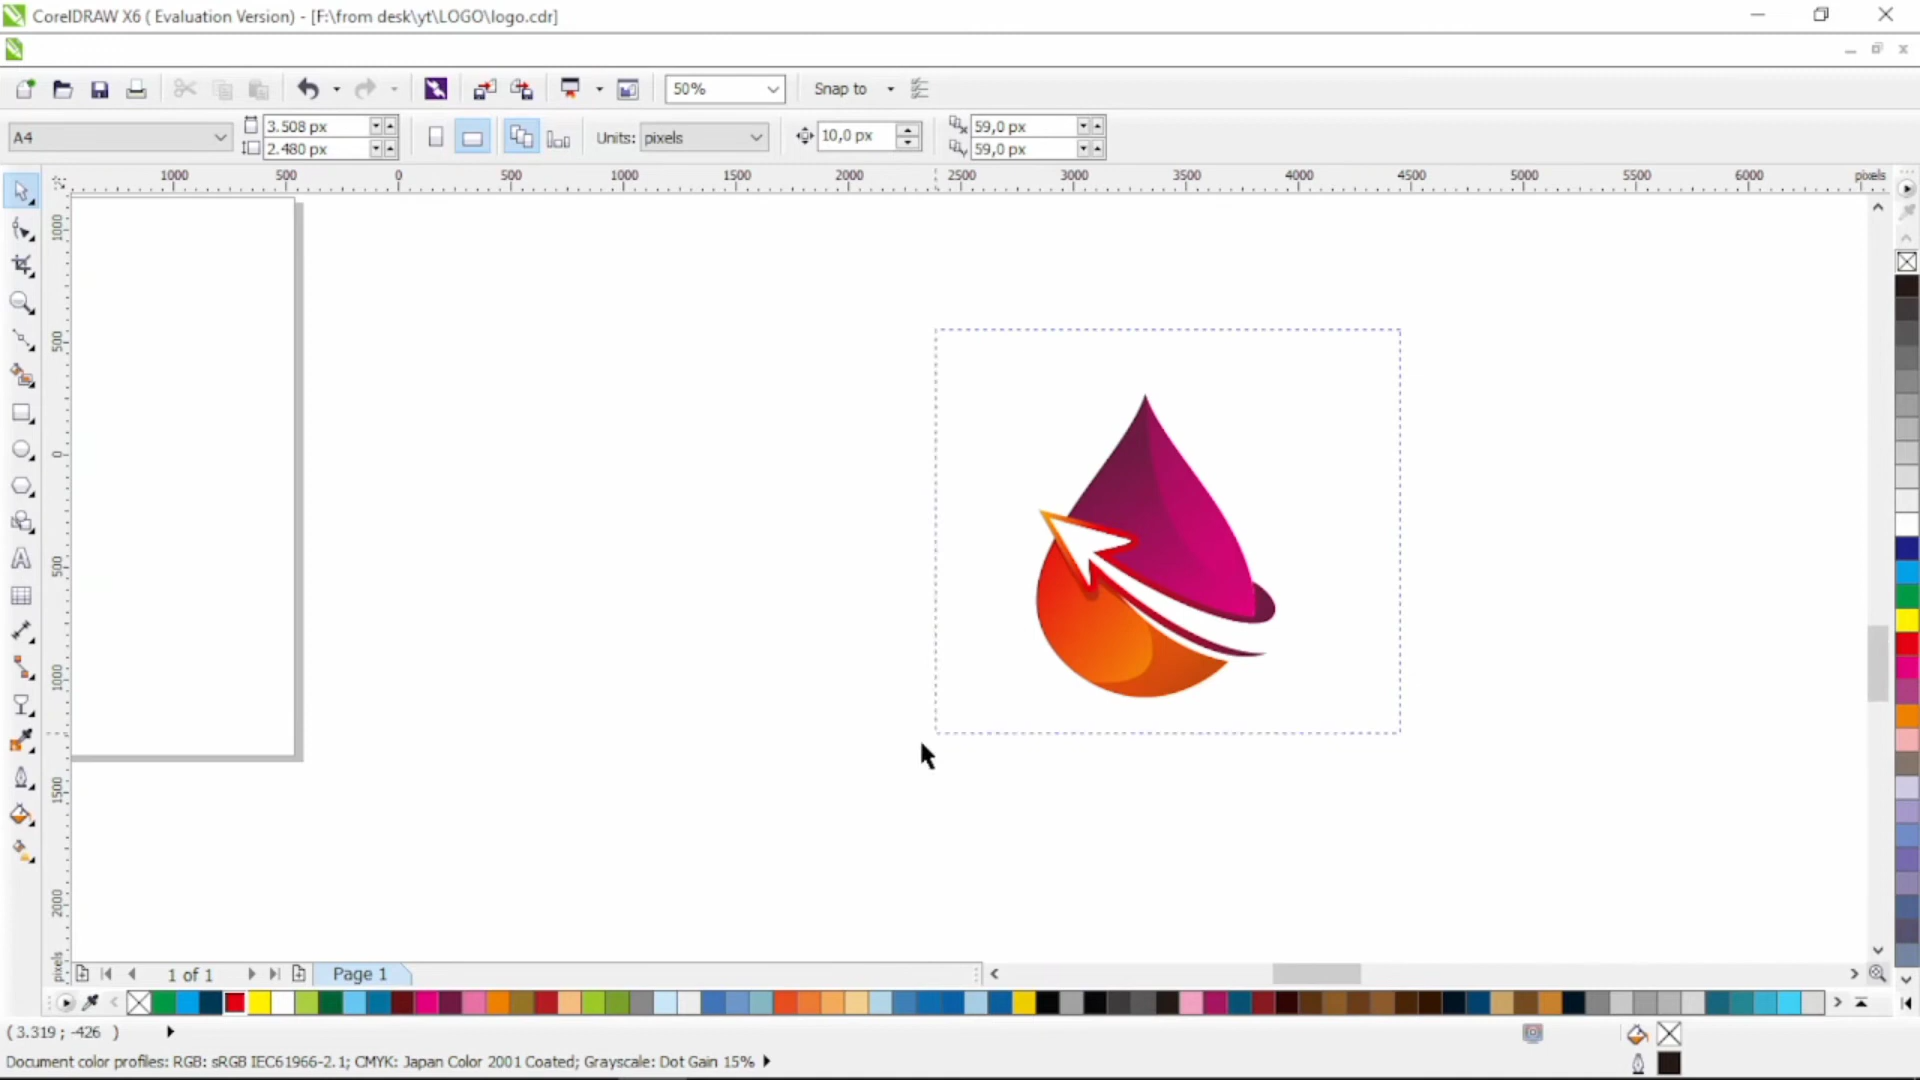 CorelDRAW X6 ( Evaluation Version) - [F:\from desk\yt\LOGO\logo.cdr]
50%
Snap to
A4
3.508 px
2.480 px
Units: pixels
10,0 px
59,0 px
59,0 px
1000 500 0 500 1000 1500 2000 2500 3000 3500 4000 4500 5000 5500 6000 pixels
1000
500
0
500
1000
1500
2000
pixels
1 of 1
Page 1
( 3.319 ; -426 )
Document color profiles: RGB: sRGB IEC61966-2.1; CMYK: Japan Color 2001 Coated; Grayscale: Dot Gain 15%